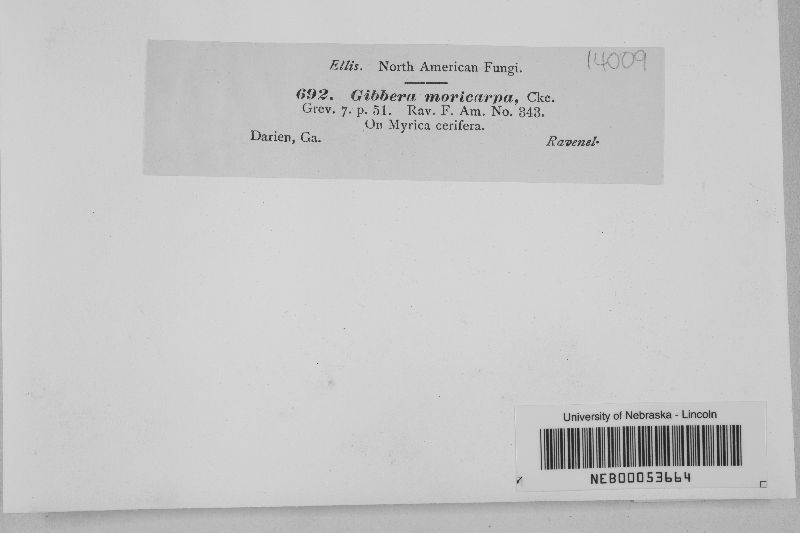 Ellis. North American Fungi.
14009
692. Gibbera moricarpa, Cke.
Grev. 7. p. 51. Rav. F. Am. No. 343.
On Myrica cerifera.
Darien, Ga. Ravenel.
University of Nebraska - Lincoln
NEB00053664